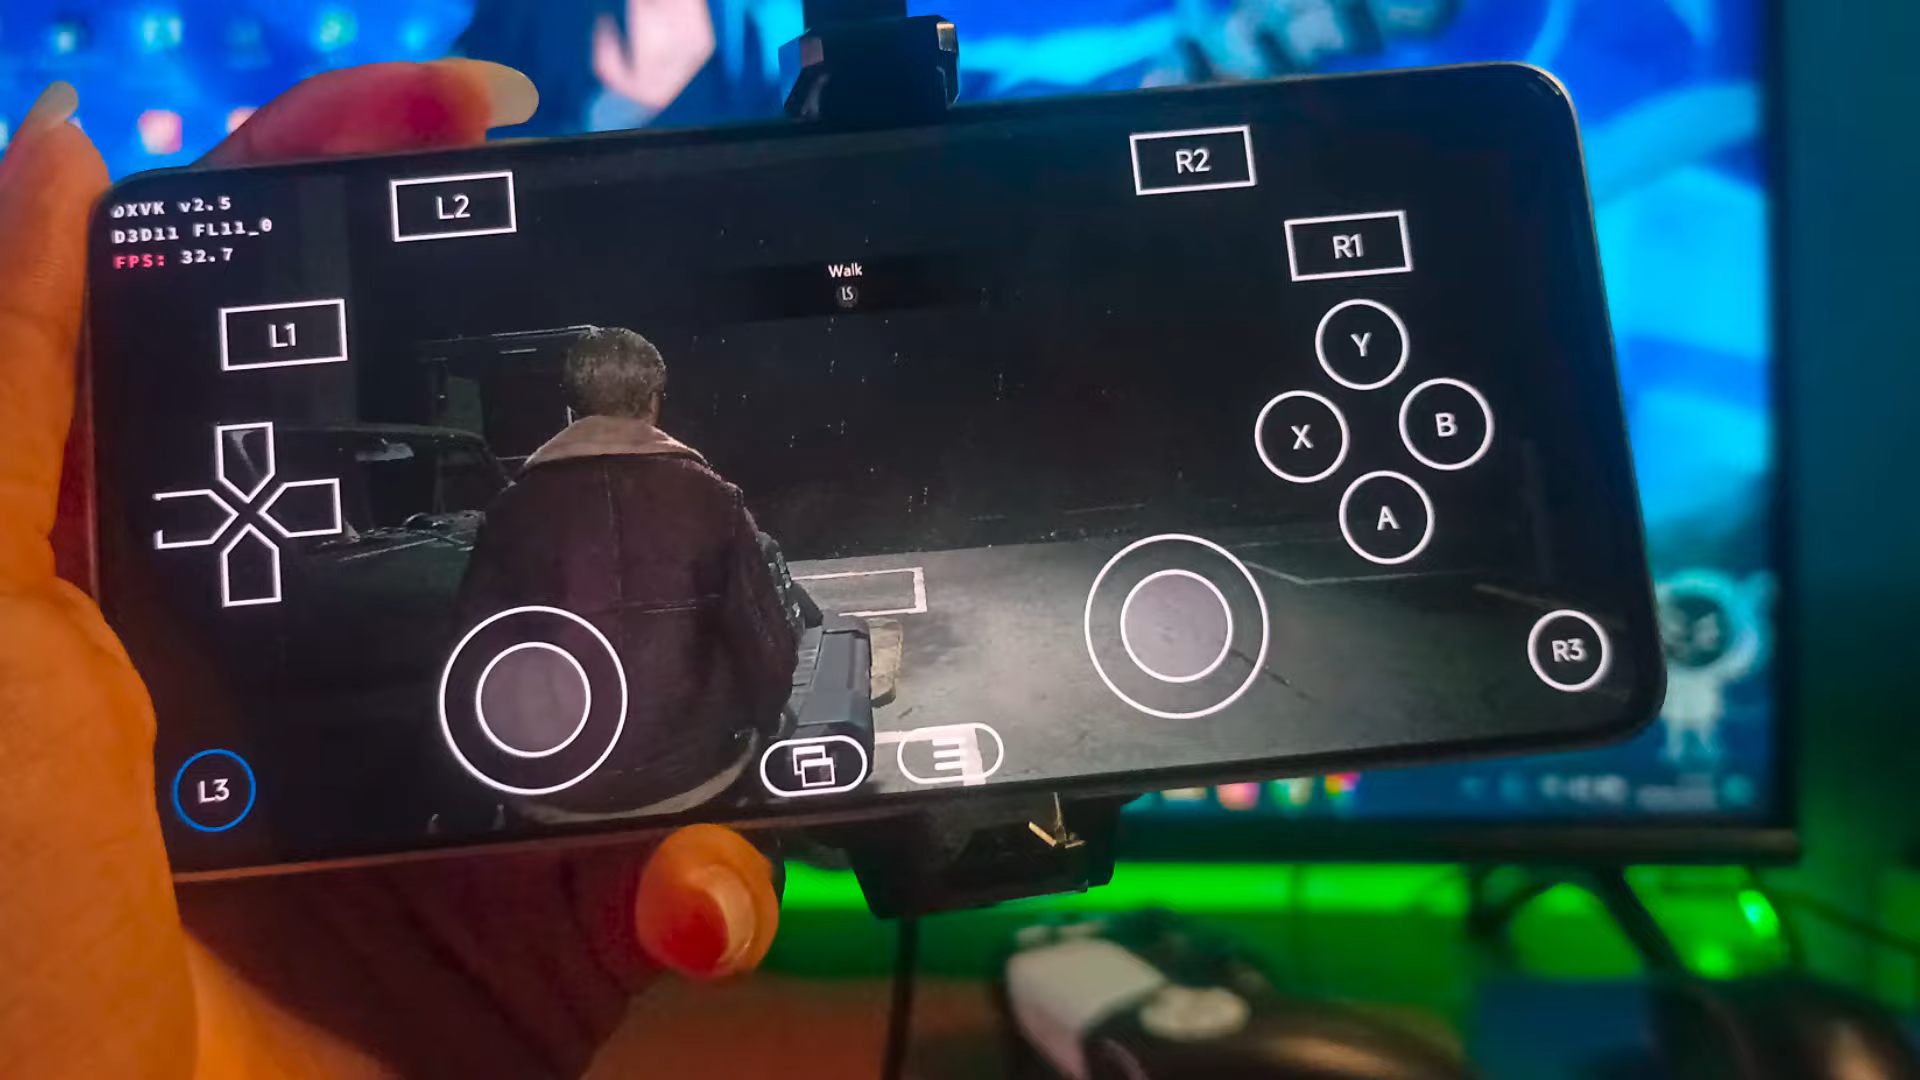 DXVK v2.5
D3D11 FL11_0
FPS: 32.7
L2
R2
R1
Walk
LS
L1
Y
X
B
A
R3
L3